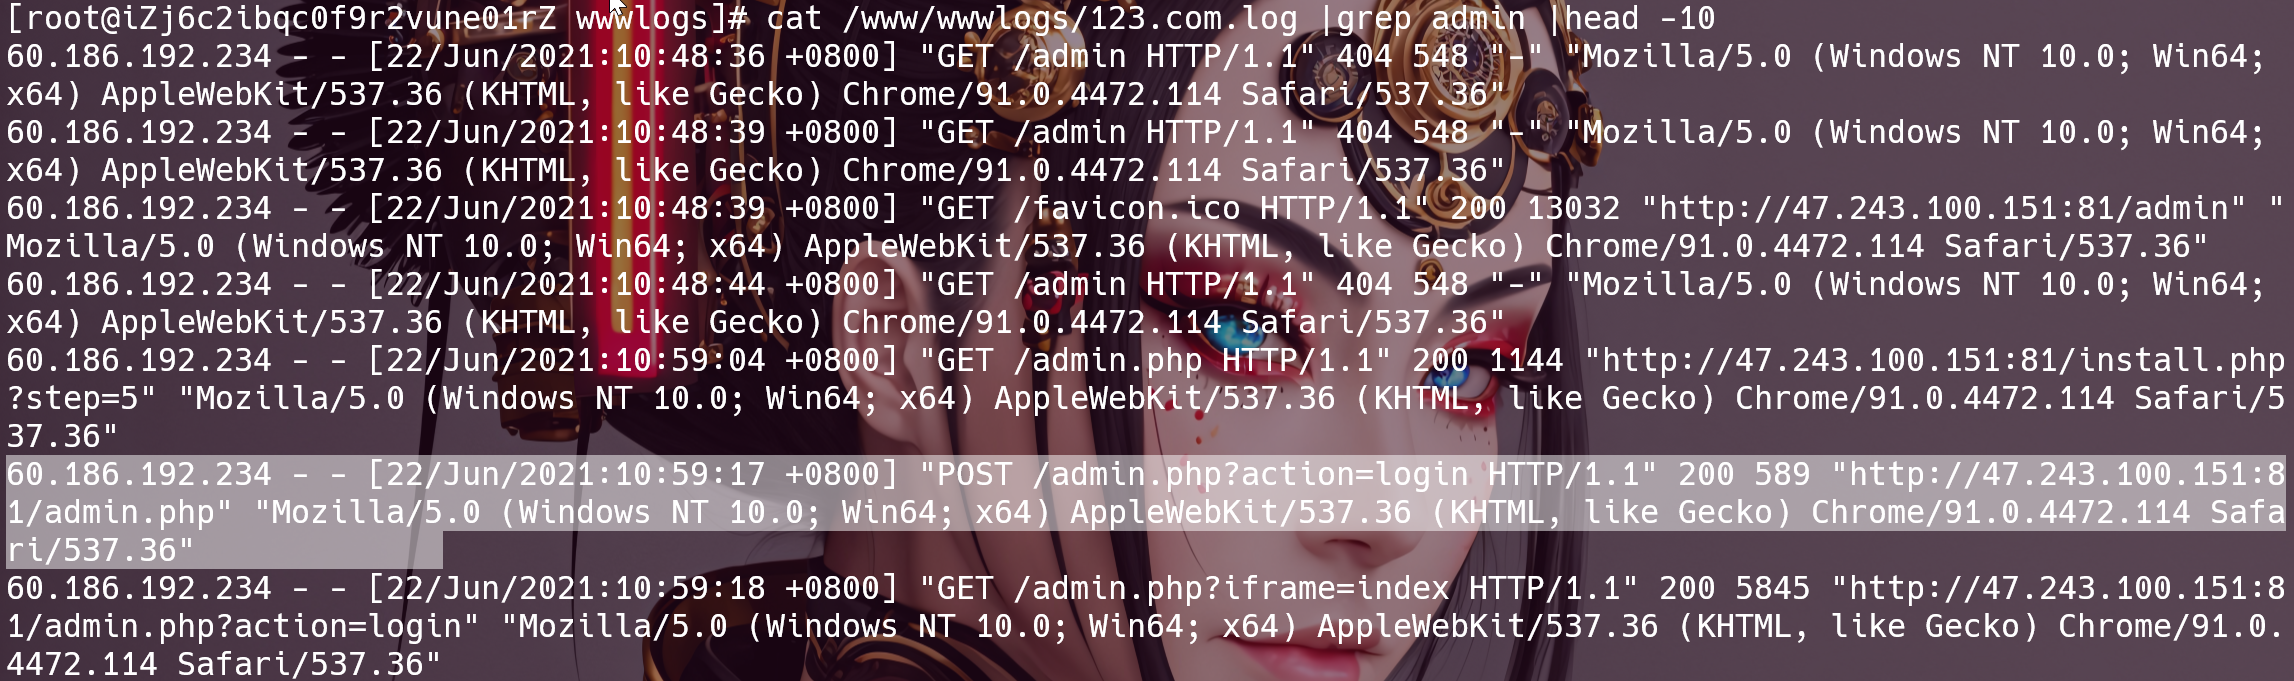 [root@iZj6c2ibqc0f9r2vune01rZ wwwlogs]# cat /www/wwwlogs/123.com.log |grep admin |head -10
60.186.192.234 - - [22/Jun/2021:10:48:36 +0800] "GET /admin HTTP/1.1" 404 548 "-" "Mozilla/5.0 (Windows NT 10.0; Win64;
x64) AppleWebKit/537.36 (KHTML, like Gecko) Chrome/91.0.4472.114 Safari/537.36"
60.186.192.234 - - [22/Jun/2021:10:48:39 +0800] "GET /admin HTTP/1.1" 404 548 "-" "Mozilla/5.0 (Windows NT 10.0; Win64;
x64) AppleWebKit/537.36 (KHTML, like Gecko) Chrome/91.0.4472.114 Safari/537.36"
60.186.192.234 - - [22/Jun/2021:10:48:39 +0800] "GET /favicon.ico HTTP/1.1" 200 13032 "http://47.243.100.151:81/admin" "
Mozilla/5.0 (Windows NT 10.0; Win64; x64) AppleWebKit/537.36 (KHTML, like Gecko) Chrome/91.0.4472.114 Safari/537.36"
60.186.192.234 - - [22/Jun/2021:10:48:44 +0800] "GET /admin HTTP/1.1" 404 548 "-" "Mozilla/5.0 (Windows NT 10.0; Win64;
x64) AppleWebKit/537.36 (KHTML, like Gecko) Chrome/91.0.4472.114 Safari/537.36"
60.186.192.234 - - [22/Jun/2021:10:59:04 +0800] "GET /admin.php HTTP/1.1" 200 1144 "http://47.243.100.151:81/install.php
?step=5" "Mozilla/5.0 (Windows NT 10.0; Win64; x64) AppleWebKit/537.36 (KHTML, like Gecko) Chrome/91.0.4472.114 Safari/5
37.36"
60.186.192.234 - - [22/Jun/2021:10:59:17 +0800] "POST /admin.php?action=login HTTP/1.1" 200 589 "http://47.243.100.151:8
1/admin.php" "Mozilla/5.0 (Windows NT 10.0; Win64; x64) AppleWebKit/537.36 (KHTML, like Gecko) Chrome/91.0.4472.114 Safa
ri/537.36"
60.186.192.234 - - [22/Jun/2021:10:59:18 +0800] "GET /admin.php?iframe=index HTTP/1.1" 200 5845 "http://47.243.100.151:8
1/admin.php?action=login" "Mozilla/5.0 (Windows NT 10.0; Win64; x64) AppleWebKit/537.36 (KHTML, like Gecko) Chrome/91.0.
4472.114 Safari/537.36"